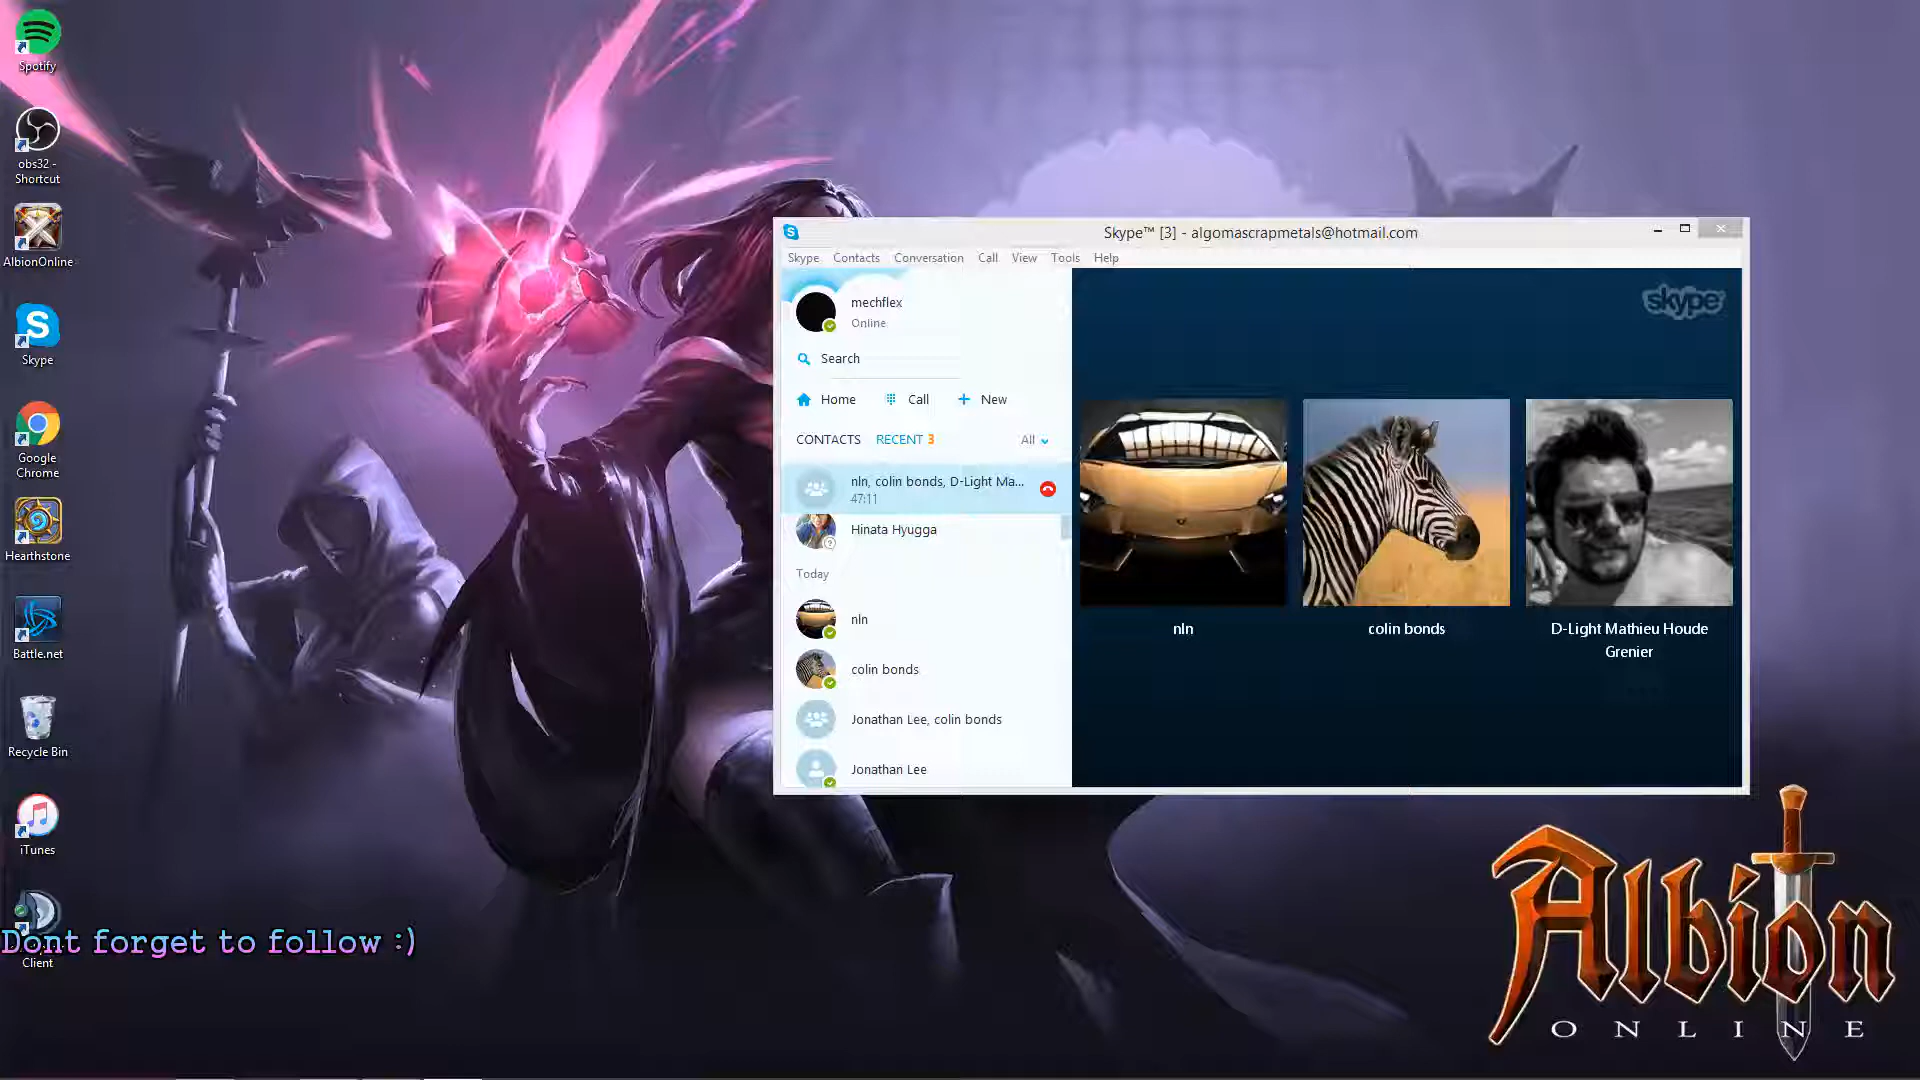 Spotify
obs32 -
Shortcut
AlbionOnline
Skype
Google
Chrome
Hearthstone
Battle.net
Recycle Bin
iTunes
Dont forget to follow :)
Client
Skype™ [3] - algomascrapmetals@hotmail.com
Skype Contacts Conversation Call View Tools Help
mechflex
Online
Search
Home Call New
CONTACTS RECENT 3 All
nln, colin bonds, D-Light Ma...
47:11
Hinata Hyugga
Today
nln
colin bonds
Jonathan Lee, colin bonds
Jonathan Lee
skype
nln
colin bonds
D-Light Mathieu Houde
Grenier
Albion
ONLINE